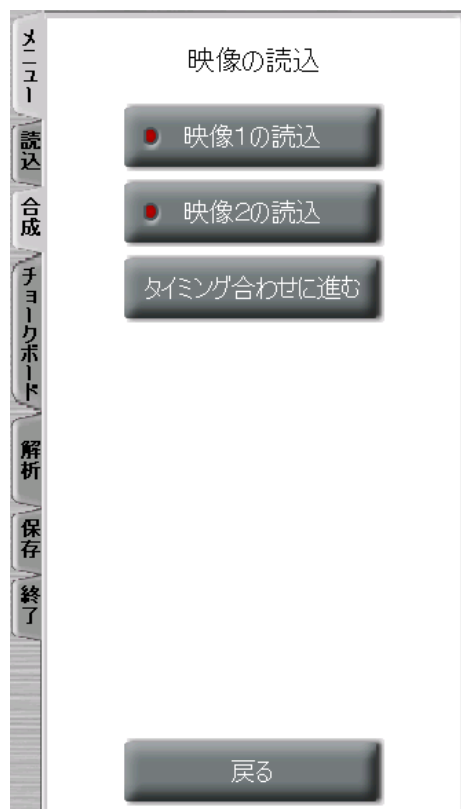 メニュー
読込
合成
チョークボード
解析
保存
終了
映像の読込
映像1の読込
映像2の読込
タイミング合わせに進む
戻る